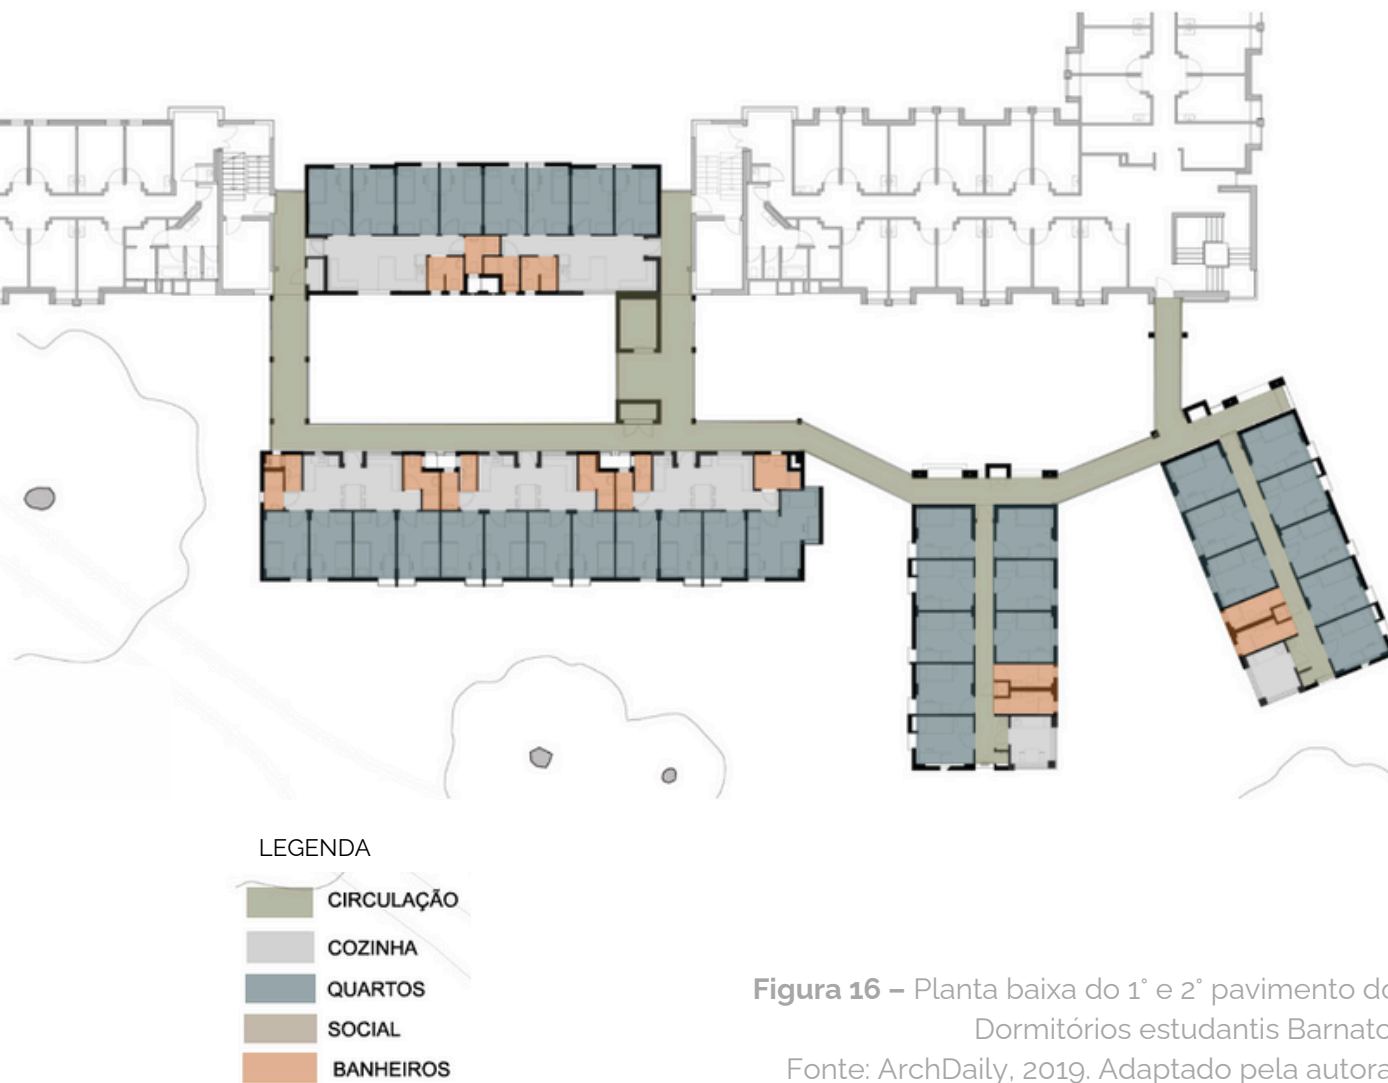 LEGENDA
CIRCULAÇÃO
COZINHA
QUARTOS
SOCIAL
BANHEIROS
Figura 16 – Planta baixa do 1° e 2° pavimento do
Dormitórios estudantis Barnato
Fonte: ArchDaily, 2019. Adaptado pela autora